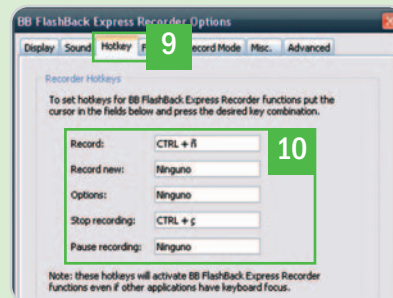 BB FlashBack Express Recorder Options
Display Sound Hotkey F 9 ecord Mode Misc. Advanced
Recorder Hotkeys
To set hotkeys for BB FlashBack Express Recorder functions put the
cursor in the fields below and press the desired key combination.
10
Record: CTRL + ñ
Record new: Ninguno
Options: Ninguno
Stop recording: CTRL + ç
Pause recording: Ninguno
Note: these hotkeys will activate BB FlashBack Express Recorder
functions even if other applications have keyboard focus.